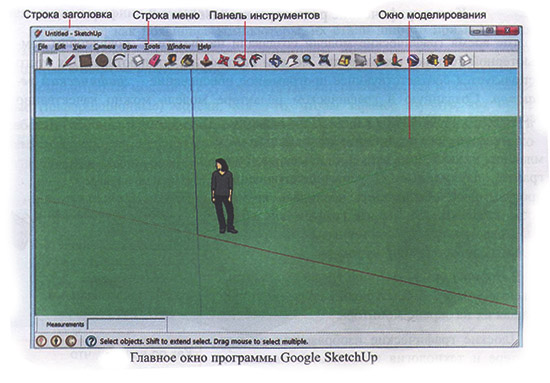 Строка заголовка Строка меню Панель инструментов Окно моделирования
Untitled - SketchUp
File Edit View Camera Draw Tools Window Help
Measurements
Select objects. Shift to extend select. Drag mouse to select multiple.
Главное окно программы Google SketchUp